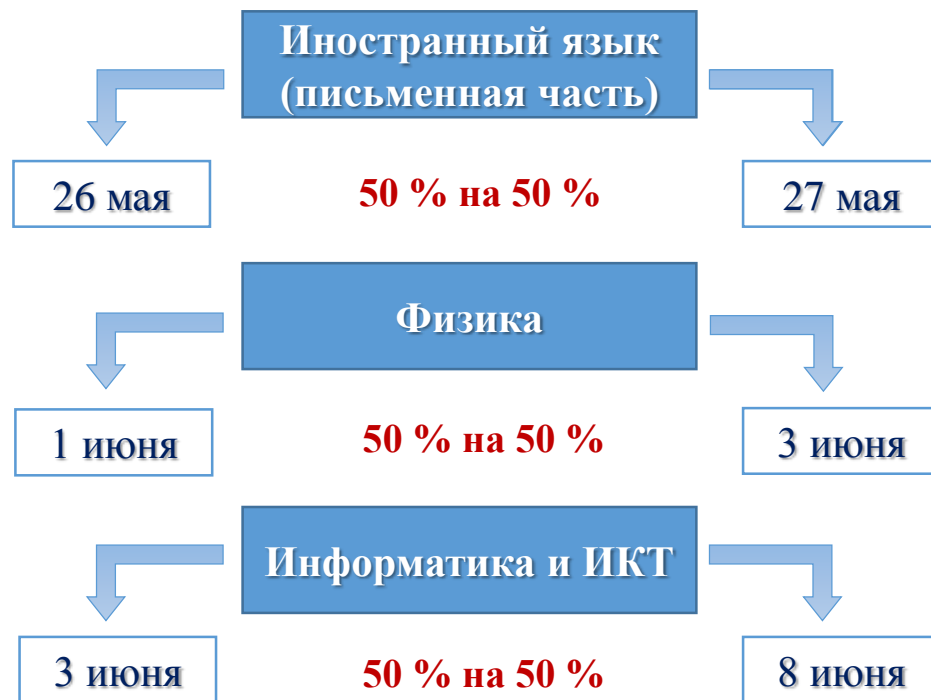 Иностранный язык
(письменная часть)
26 мая
50 % на 50 %
27 мая
Физика
1 июня
50 % на 50 %
3 июня
Информатика и ИКТ
3 июня
50 % на 50 %
8 июня